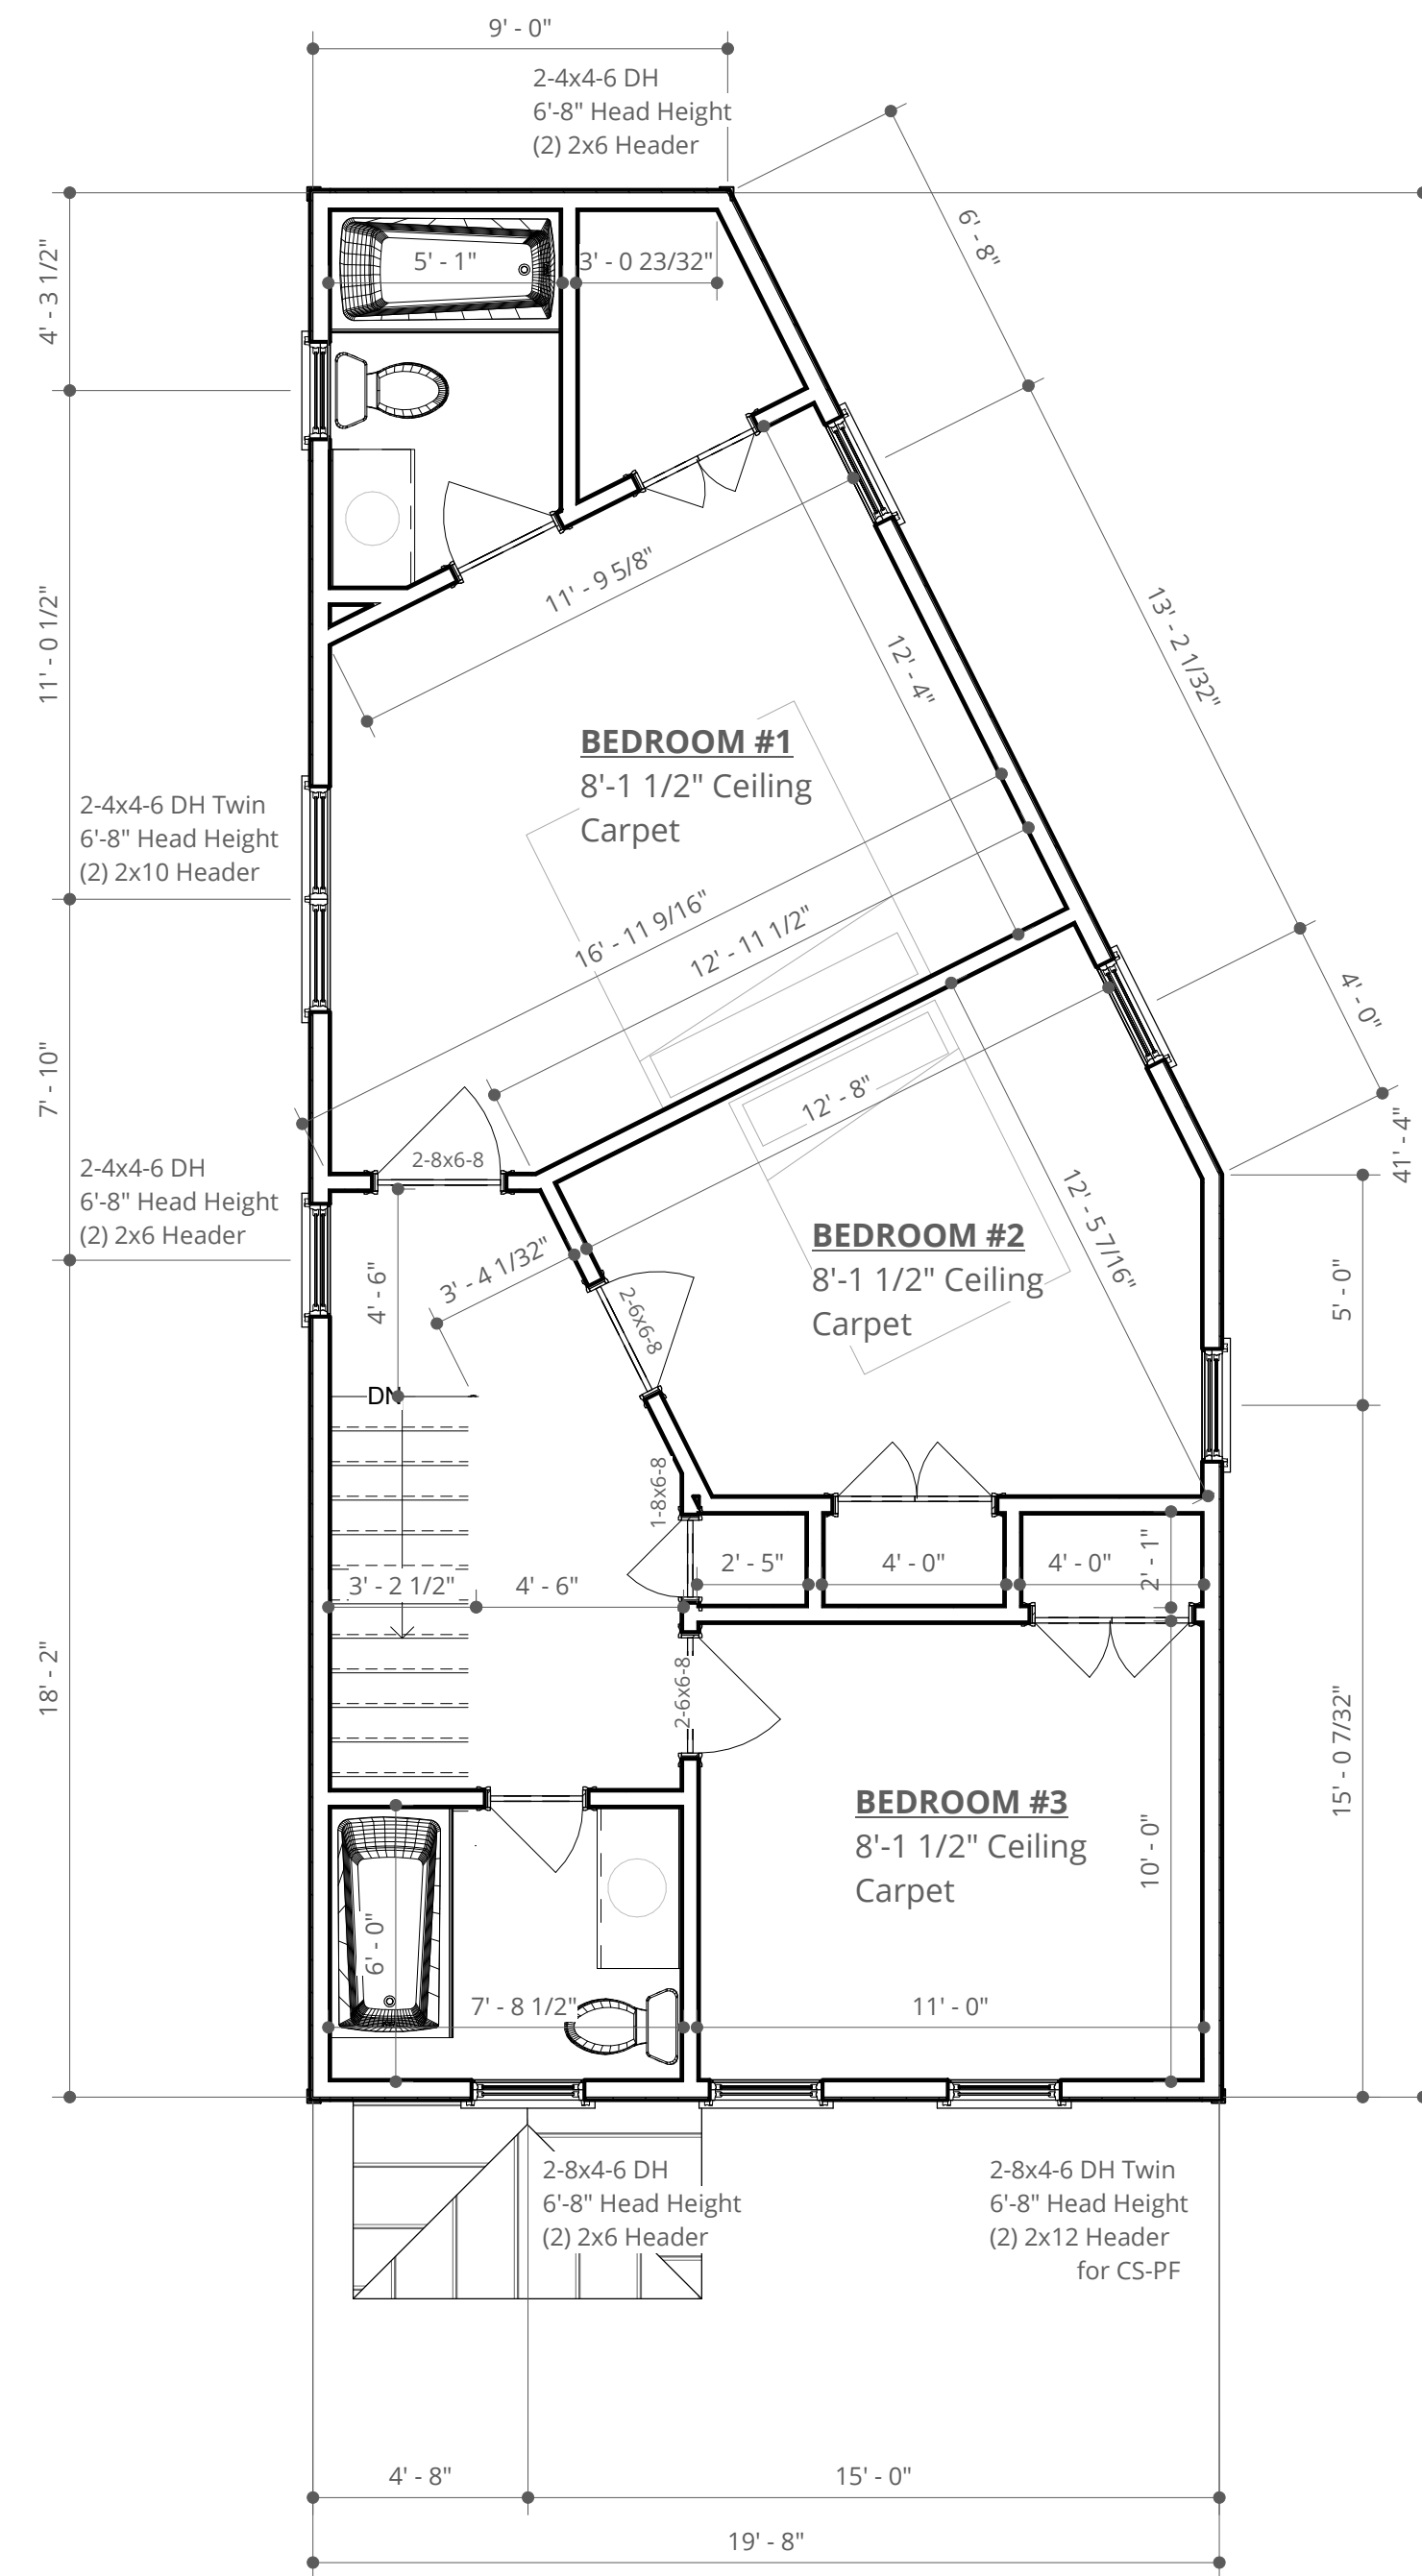 9' - 0"
2-4x4-6 DH
6'-8" Head Height
(2) 2x6 Header
6' - 8"
4' - 3 1/2"
5' - 1"
3' - 0 23/32"
11' - 9 5/8"
11' - 0 1/2"
13' - 2 1/32"
12' - 4"
BEDROOM #1
8'-1 1/2" Ceiling
Carpet
2-4x4-6 DH Twin
6'-8" Head Height
(2) 2x10 Header
16' - 11 9/16"
12' - 11 1/2"
4' - 0"
7' - 10"
12' - 8"
41' - 4"
2-4x4-6 DH
6'-8" Head Height
(2) 2x6 Header
2-8x6-8
12' - 5 7/16"
BEDROOM #2
8'-1 1/2" Ceiling
Carpet
3' - 4 1/32"
4' - 6"
2-6x6-8
5' - 0"
DN
1-8x6-8
3' - 2 1/2"
4' - 6"
2' - 5"
4' - 0"
4' - 0"
2' - 1"
18' - 2"
2-6x6-8
15' - 0 7/32"
BEDROOM #3
8'-1 1/2" Ceiling
Carpet
10' - 0"
6' - 0"
7' - 8 1/2"
11' - 0"
2-8x4-6 DH
6'-8" Head Height
(2) 2x6 Header
2-8x4-6 DH Twin
6'-8" Head Height
(2) 2x12 Header
for CS-PF
4' - 8"
15' - 0"
19' - 8"